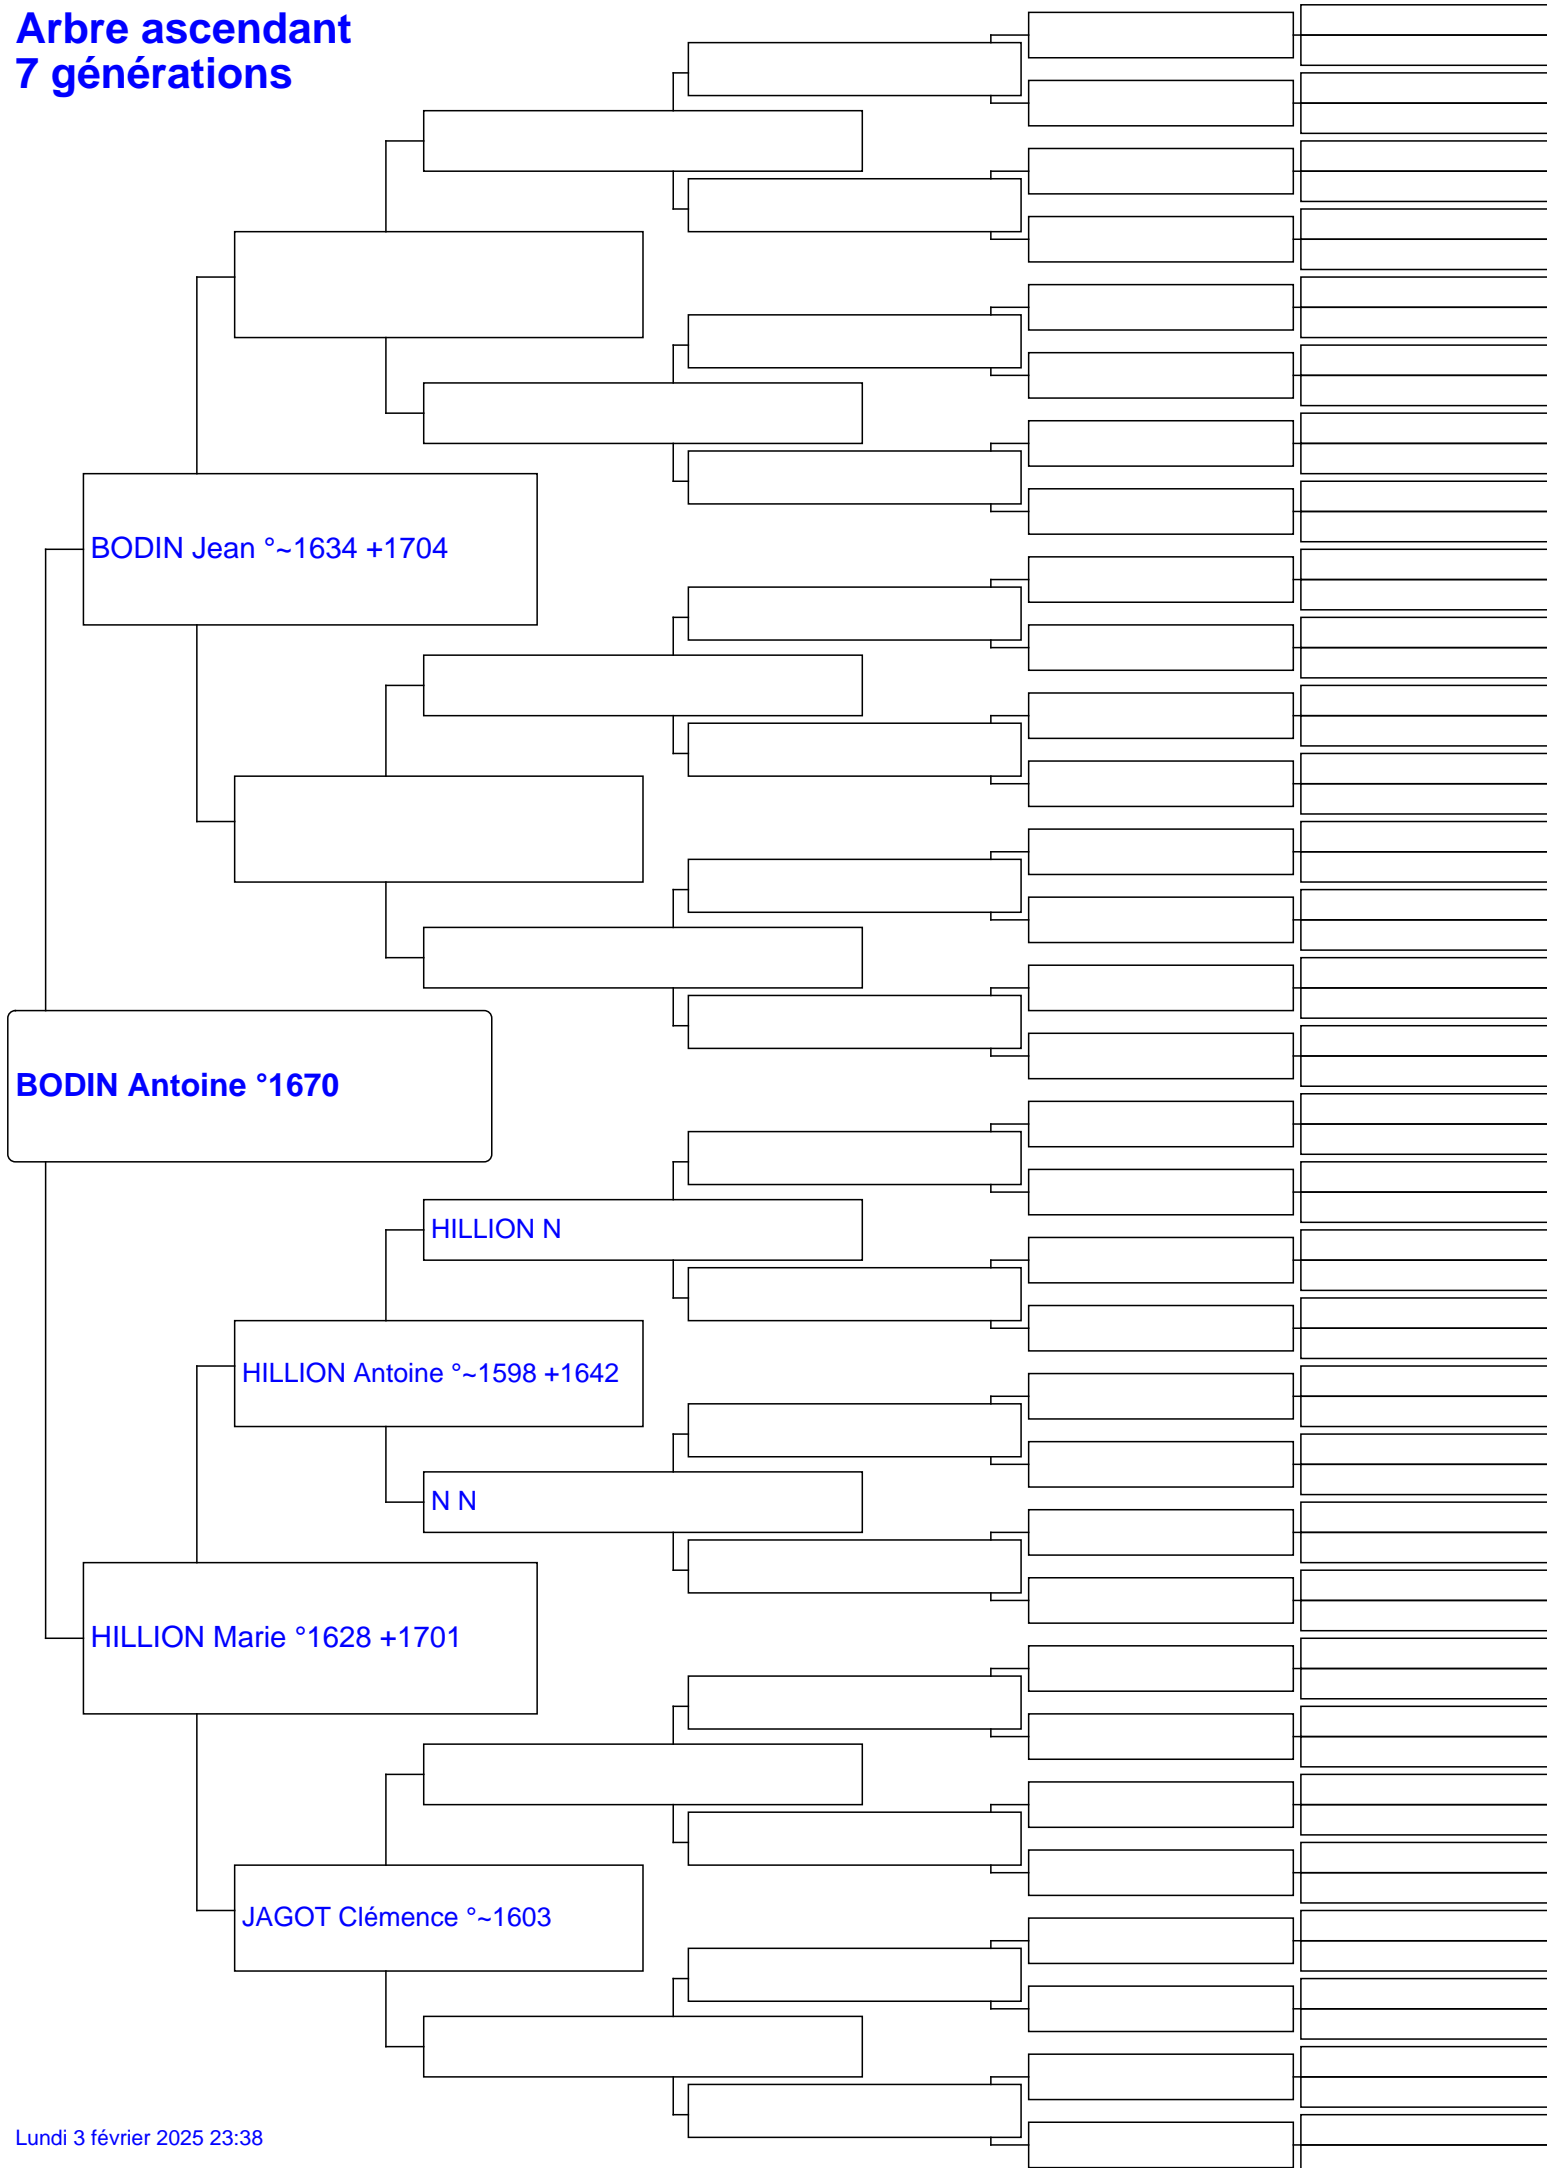 Arbre ascendant
7 générations
BODIN Jean °~1634 +1704
BODIN Antoine °1670
HILLION N
HILLION Antoine °~1598 +1642
N N
HILLION Marie °1628 +1701
JAGOT Clémence °~1603
Lundi 3 février 2025 23:38